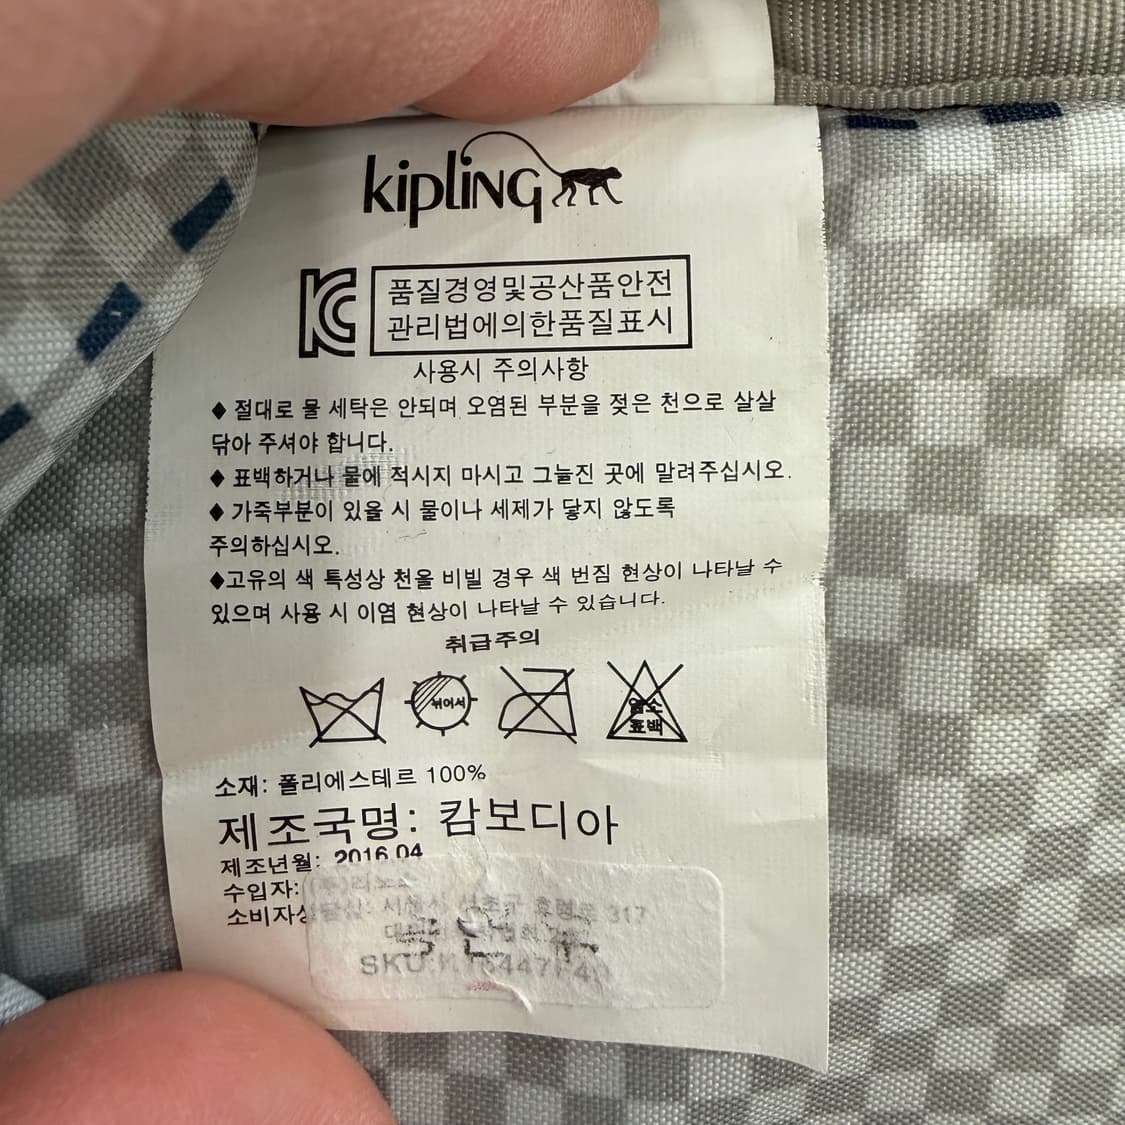 kipling
KC
품질경영및공산품안전
관리법에의한품질표시
사용시 주의사항
♦ 절대로 물 세탁은 안되며 오염된 부분을 젖은 천으로 살살
닦아 주셔야 합니다.
♦ 표백하거나 물에 적시지 마시고 그늘진 곳에 말려주십시오.
♦ 가죽부분이 있을 시 물이나 세제가 닿지 않도록
주의하십시오.
♦고유의 색 특성상 천을 비빌 경우 색 번짐 현상이 나타날 수
있으며 사용 시 이염 현상이 나타날 수 있습니다.
취급주의
뉘어서
염소
표백
소재: 폴리에스테르 100%
제조국명: 캄보디아
제조년월: 2016.04
수입자:
서초구 효령로 317
SKU: